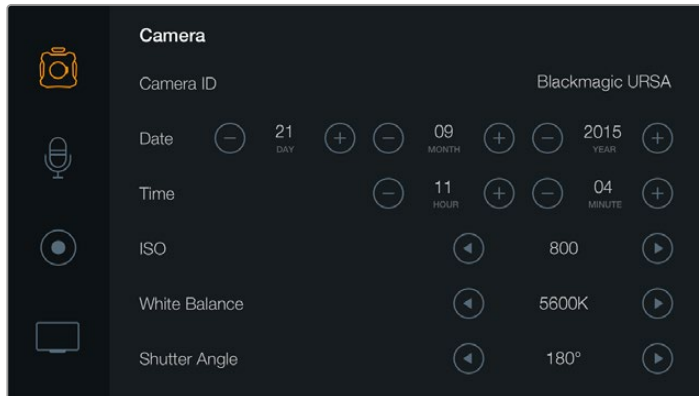 Camera
Camera ID Blackmagic URSA
Date 21 09 2015
DAY MONTH YEAR
Time 11 04
HOUR MINUTE
ISO 800
White Balance 5600K
Shutter Angle 180°